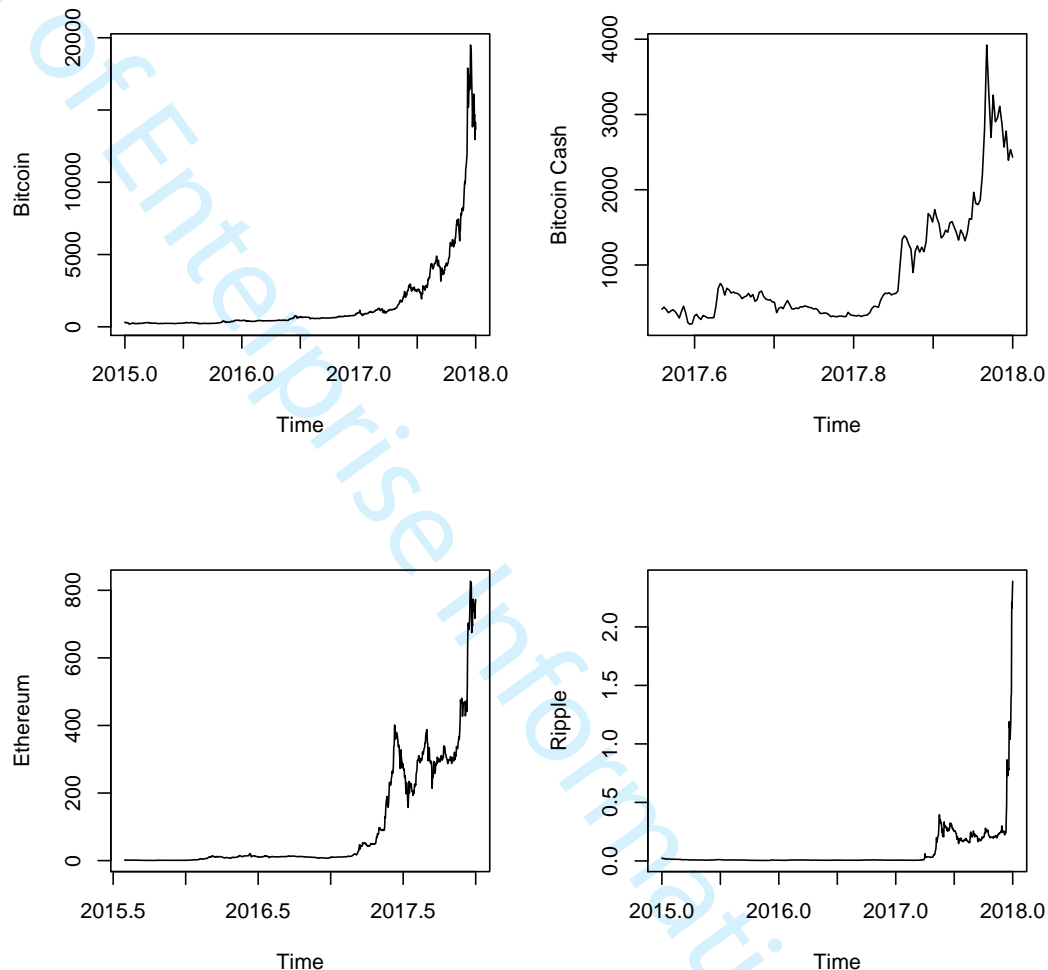 Bitcoin
0 5000 10000 20000
2015.0 2016.0 2017.0 2018.0
Time
Bitcoin Cash
1000 2000 3000 4000
2017.6 2017.8 2018.0
Time
Ethereum
0 200 400 600 800
2015.5 2016.5 2017.5
Time
Ripple
0.0 0.5 1.0 1.5 2.0
2015.0 2016.0 2017.0 2018.0
Time
of Enterprise Informati